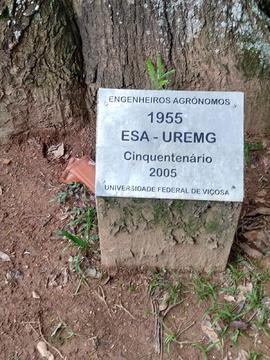 ENGENHEIROS AGRÔNOMOS
1955
ESA - UREMG
Cinquentenário
2005
UNIVERSIDADE FEDERAL DE VIÇOSA